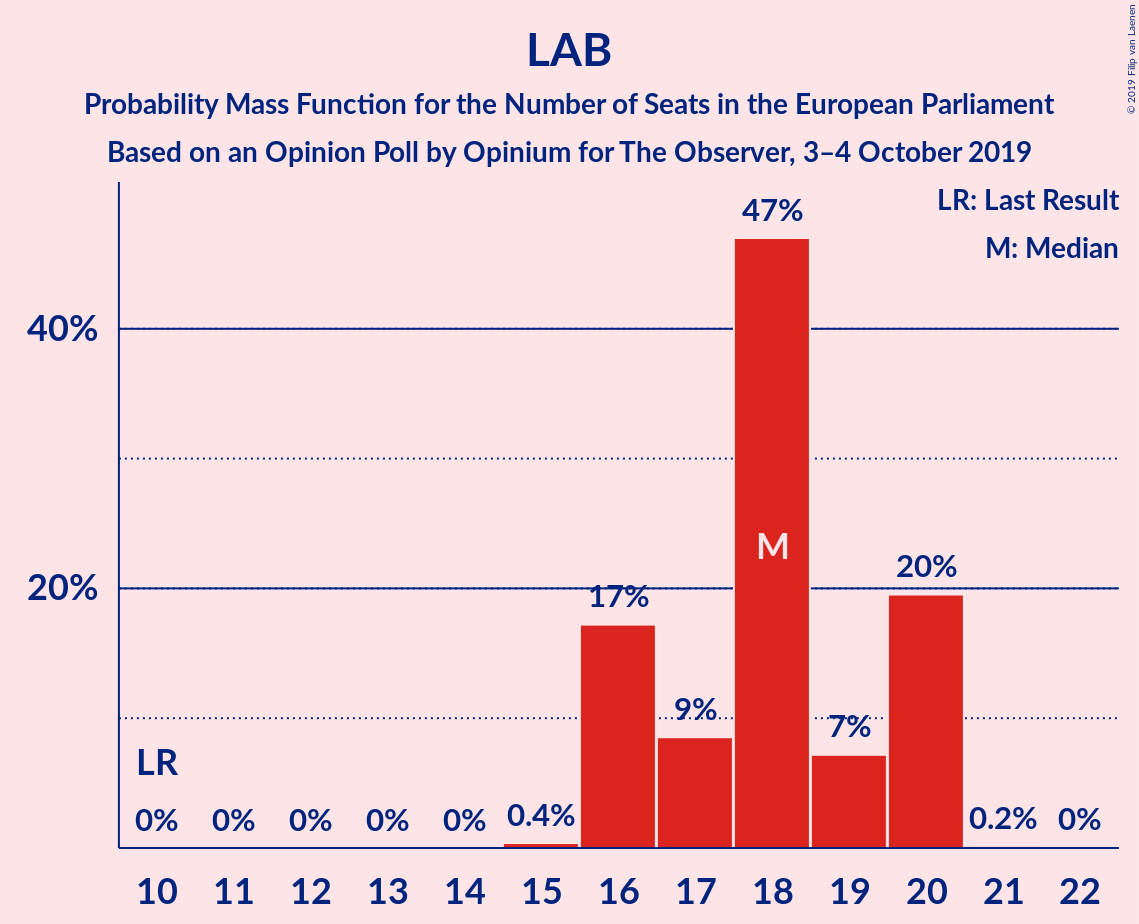 LAB
Probability Mass Function for the Number of Seats in the European Parliament
Based on an Opinion Poll by Opinium for The Observer, 3–4 October 2019
© 2019 Filip van Laenen
LR: Last Result
M: Median
40%
20%
47%
M
20%
17%
9%
7%
LR
0% 0% 0% 0% 0% 0.4% 0.2% 0%
10 11 12 13 14 15 16 17 18 19 20 21 22